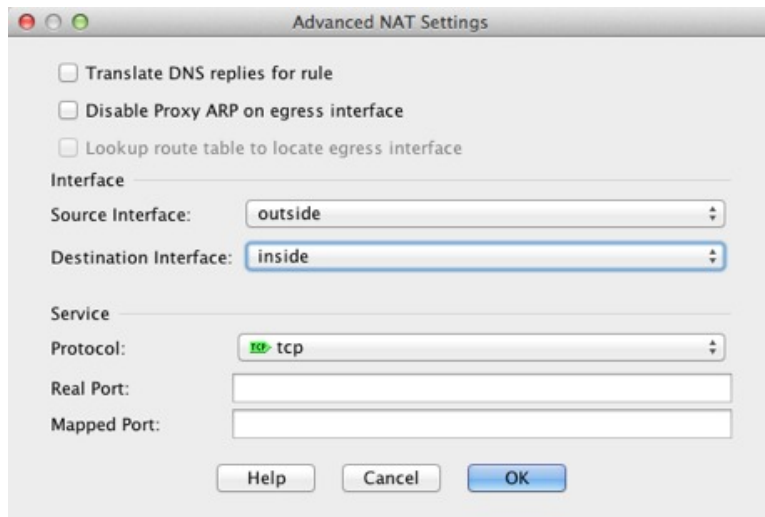 Advanced NAT Settings
Translate DNS replies for rule
Disable Proxy ARP on egress interface
Lookup route table to locate egress interface
Interface
Source Interface: outside
Destination Interface: inside
Service
Protocol: TCP tcp
Real Port:
Mapped Port:
Help Cancel OK